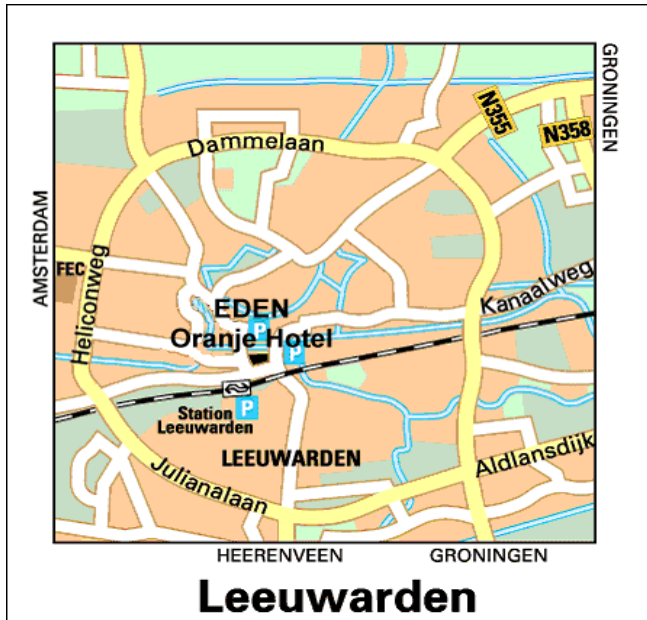 GRONINGEN
N355
N358
Dammelaan
AMSTERDAM
FEC
Heliconweg
Kanaalweg
EDEN
P
Oranje Hotel
P
P
Station
Leeuwarden
LEEUWARDEN
Julianalaan
Aldlansdijk
HEERENVEEN
GRONINGEN
Leeuwarden